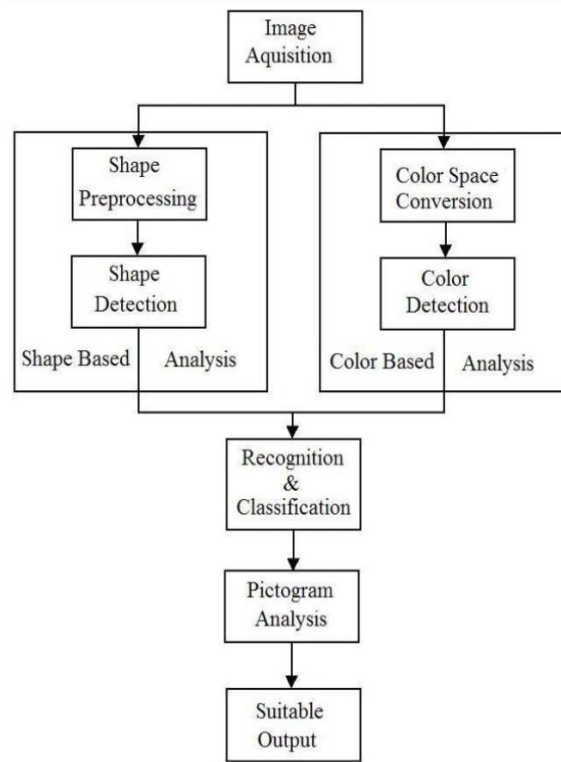 Image
Aquisition
Shape
Preprocessing
Shape
Detection
Shape Based Analysis
Color Space
Conversion
Color
Detection
Color Based Analysis
Recognition
&
Classification
Pictogram
Analysis
Suitable
Output